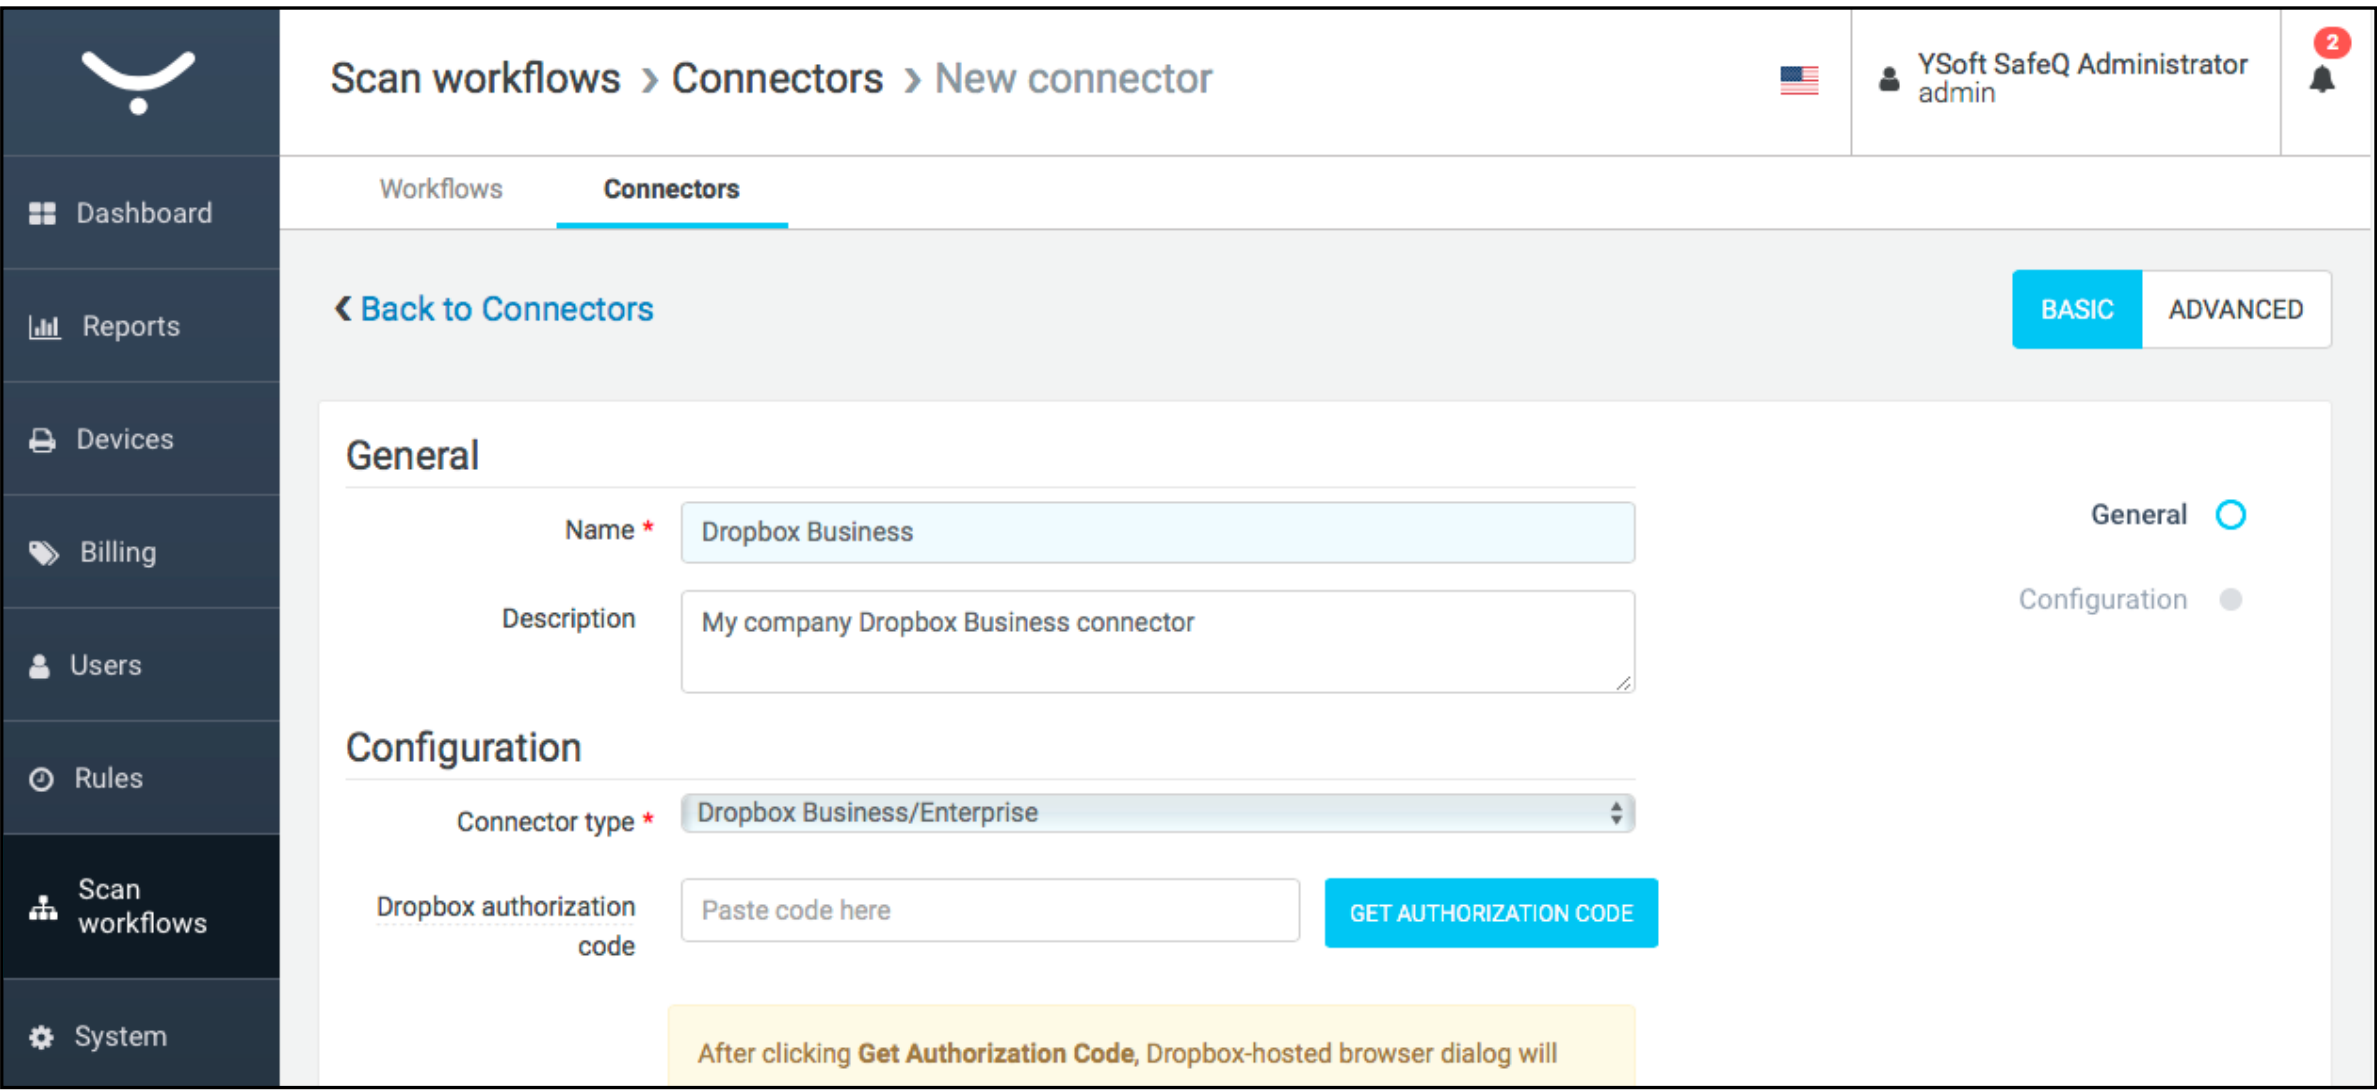 Scan workflows › Connectors › New connector
YSoft SafeQ Administrator
admin
2
Dashboard
Reports
Devices
Billing
Users
Rules
Scan
workflows
System
Workflows
Connectors
Back to Connectors
BASIC
ADVANCED
General
Name *
Dropbox Business
Description
My company Dropbox Business connector
General
Configuration
Configuration
Connector type *
Dropbox Business/Enterprise
Dropbox authorization
code
Paste code here
GET AUTHORIZATION CODE
After clicking Get Authorization Code, Dropbox-hosted browser dialog will